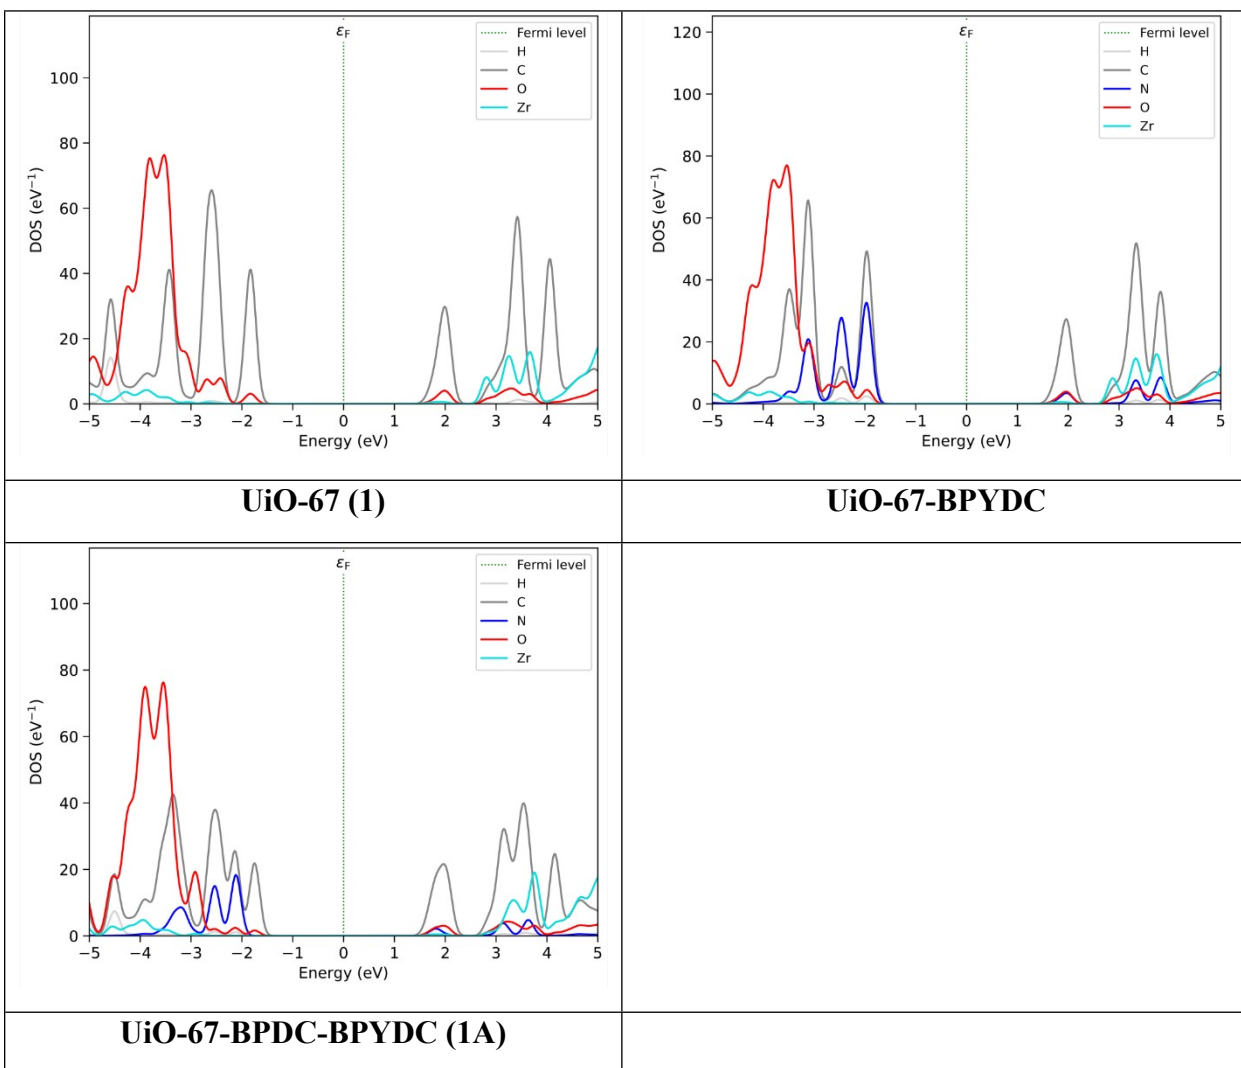 εF
Fermi level
H
C
O
Zr
100
80
60
40
20
0
DOS (eV⁻¹)
−5 −4 −3 −2 −1 0 1 2 3 4 5
Energy (eV)
UiO-67 (1)
εF
Fermi level
H
C
N
O
Zr
120
100
80
60
40
20
0
DOS (eV⁻¹)
−5 −4 −3 −2 −1 0 1 2 3 4 5
Energy (eV)
UiO-67-BPYDC
εF
Fermi level
H
C
N
O
Zr
100
80
60
40
20
0
DOS (eV⁻¹)
−5 −4 −3 −2 −1 0 1 2 3 4 5
Energy (eV)
UiO-67-BPDC-BPYDC (1A)